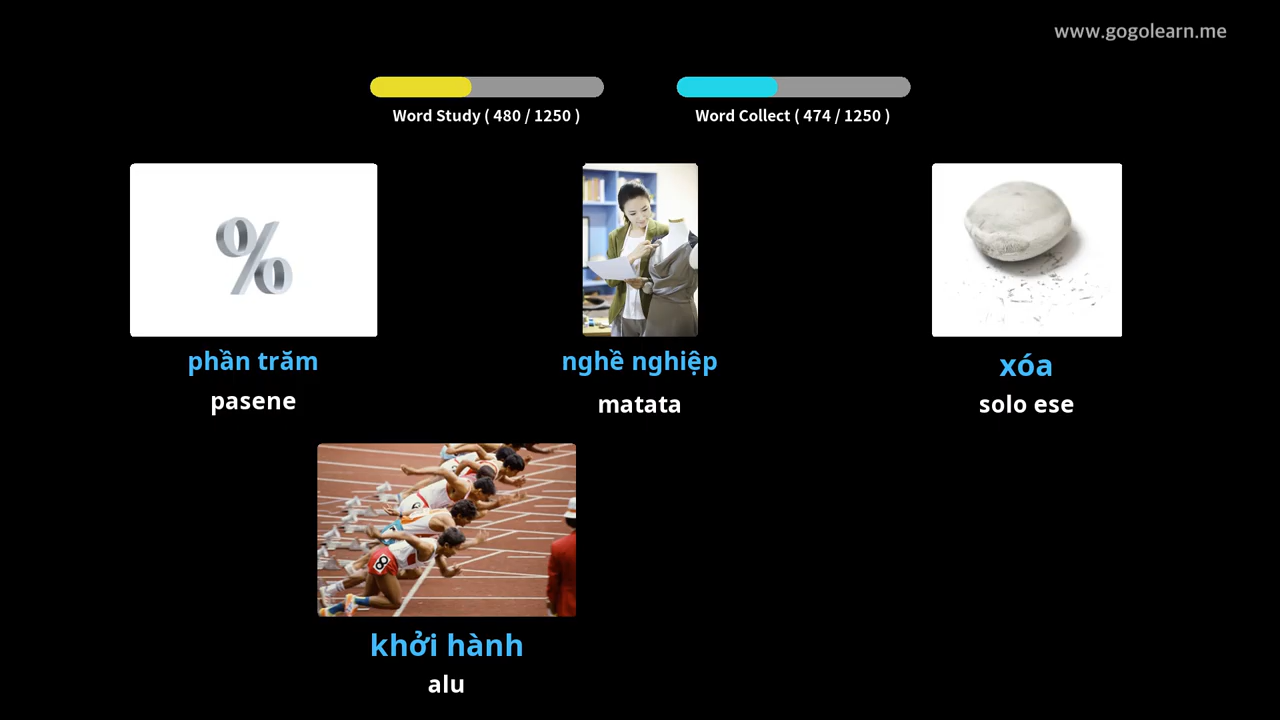 www.gogolearn.me
Word Study ( 480 / 1250 )
Word Collect ( 474 / 1250 )
%
phần trăm
pasene
nghề nghiệp
matata
xóa
solo ese
8
khởi hành
alu